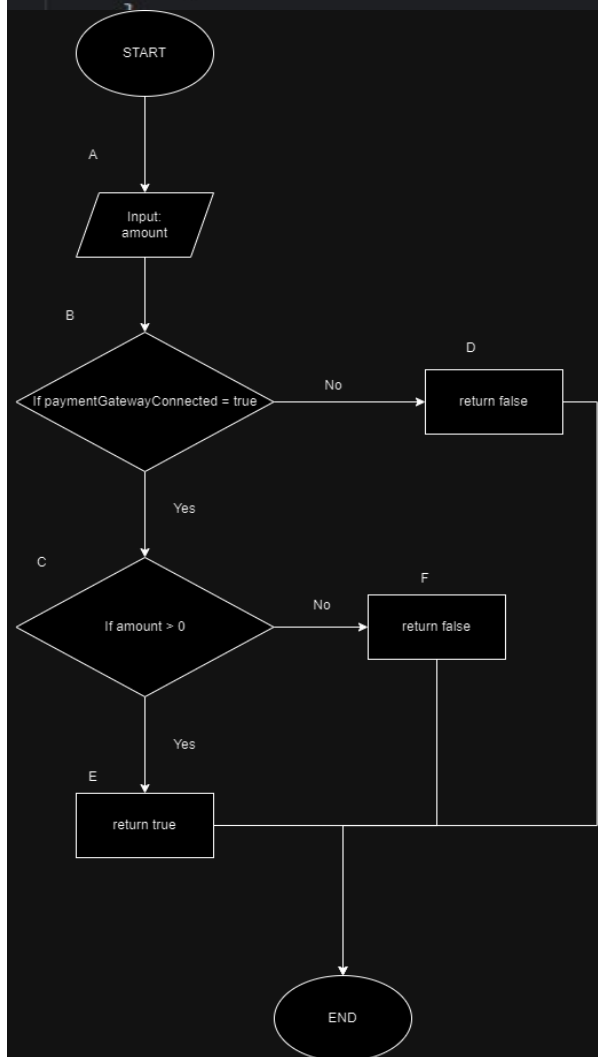 START
A
Input:
amount
B
If paymentGatewayConnected = true
No
D
return false
Yes
C
If amount > 0
No
F
return false
Yes
E
return true
END